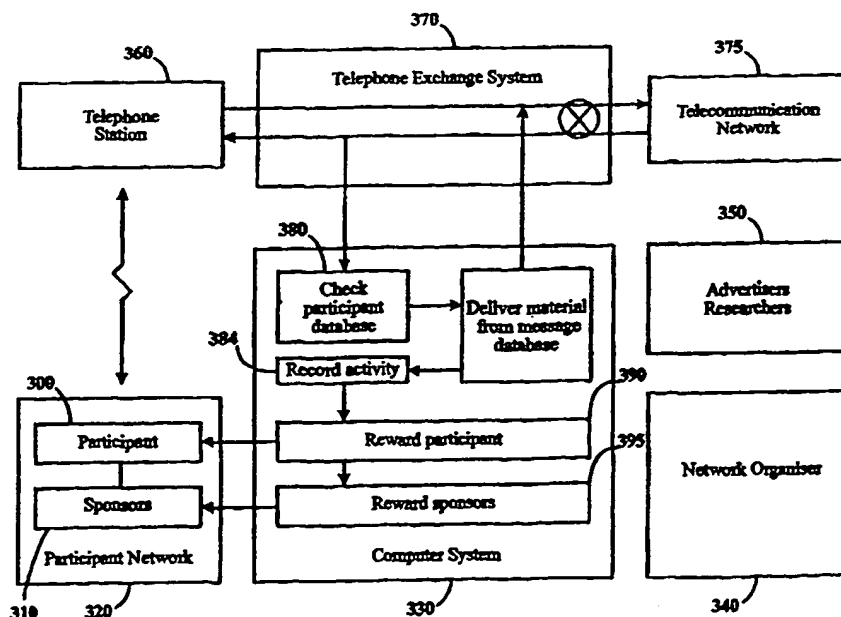 370
360
375
Telephone Exchange System
Telephone
Station
Telecommunication
Network
380
350
Check
participant
database
Deliver material
from message
database
Advertisers
Researchers
384
Record activity
300
390
Participant
Reward participant
395
Network Organiser
Sponsors
Reward sponsors
Participant Network
Computer System
310
320
330
340